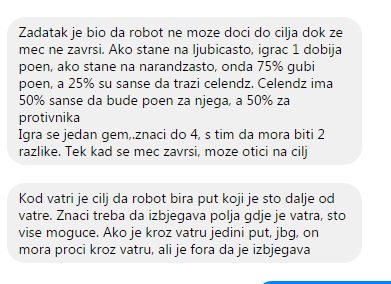 Zadatak je bio da robot ne moze doci do cilja dok ze
mec ne zavrsi. Ako stane na ljubicasto, igrac 1 dobija
poen, ako stane na narandzasto, onda 75% gubi
poen, a 25% su sanse da trazi celendz. Celendz ima
50% sanse da bude poen za njega, a 50% za
protivnika
Igra se jedan gem,.znaci do 4, s tim da mora biti 2
razlike. Tek kad se mec zavrsi, moze otici na cilj
Kod vatri je cilj da robot bira put koji je sto dalje od
vatre. Znaci treba da izbjegava polja gdje je vatra, sto
vise moguce. Ako je kroz vatru jedini put, jbg, on
mora proci kroz vatru, ali je fora da je izbjegava